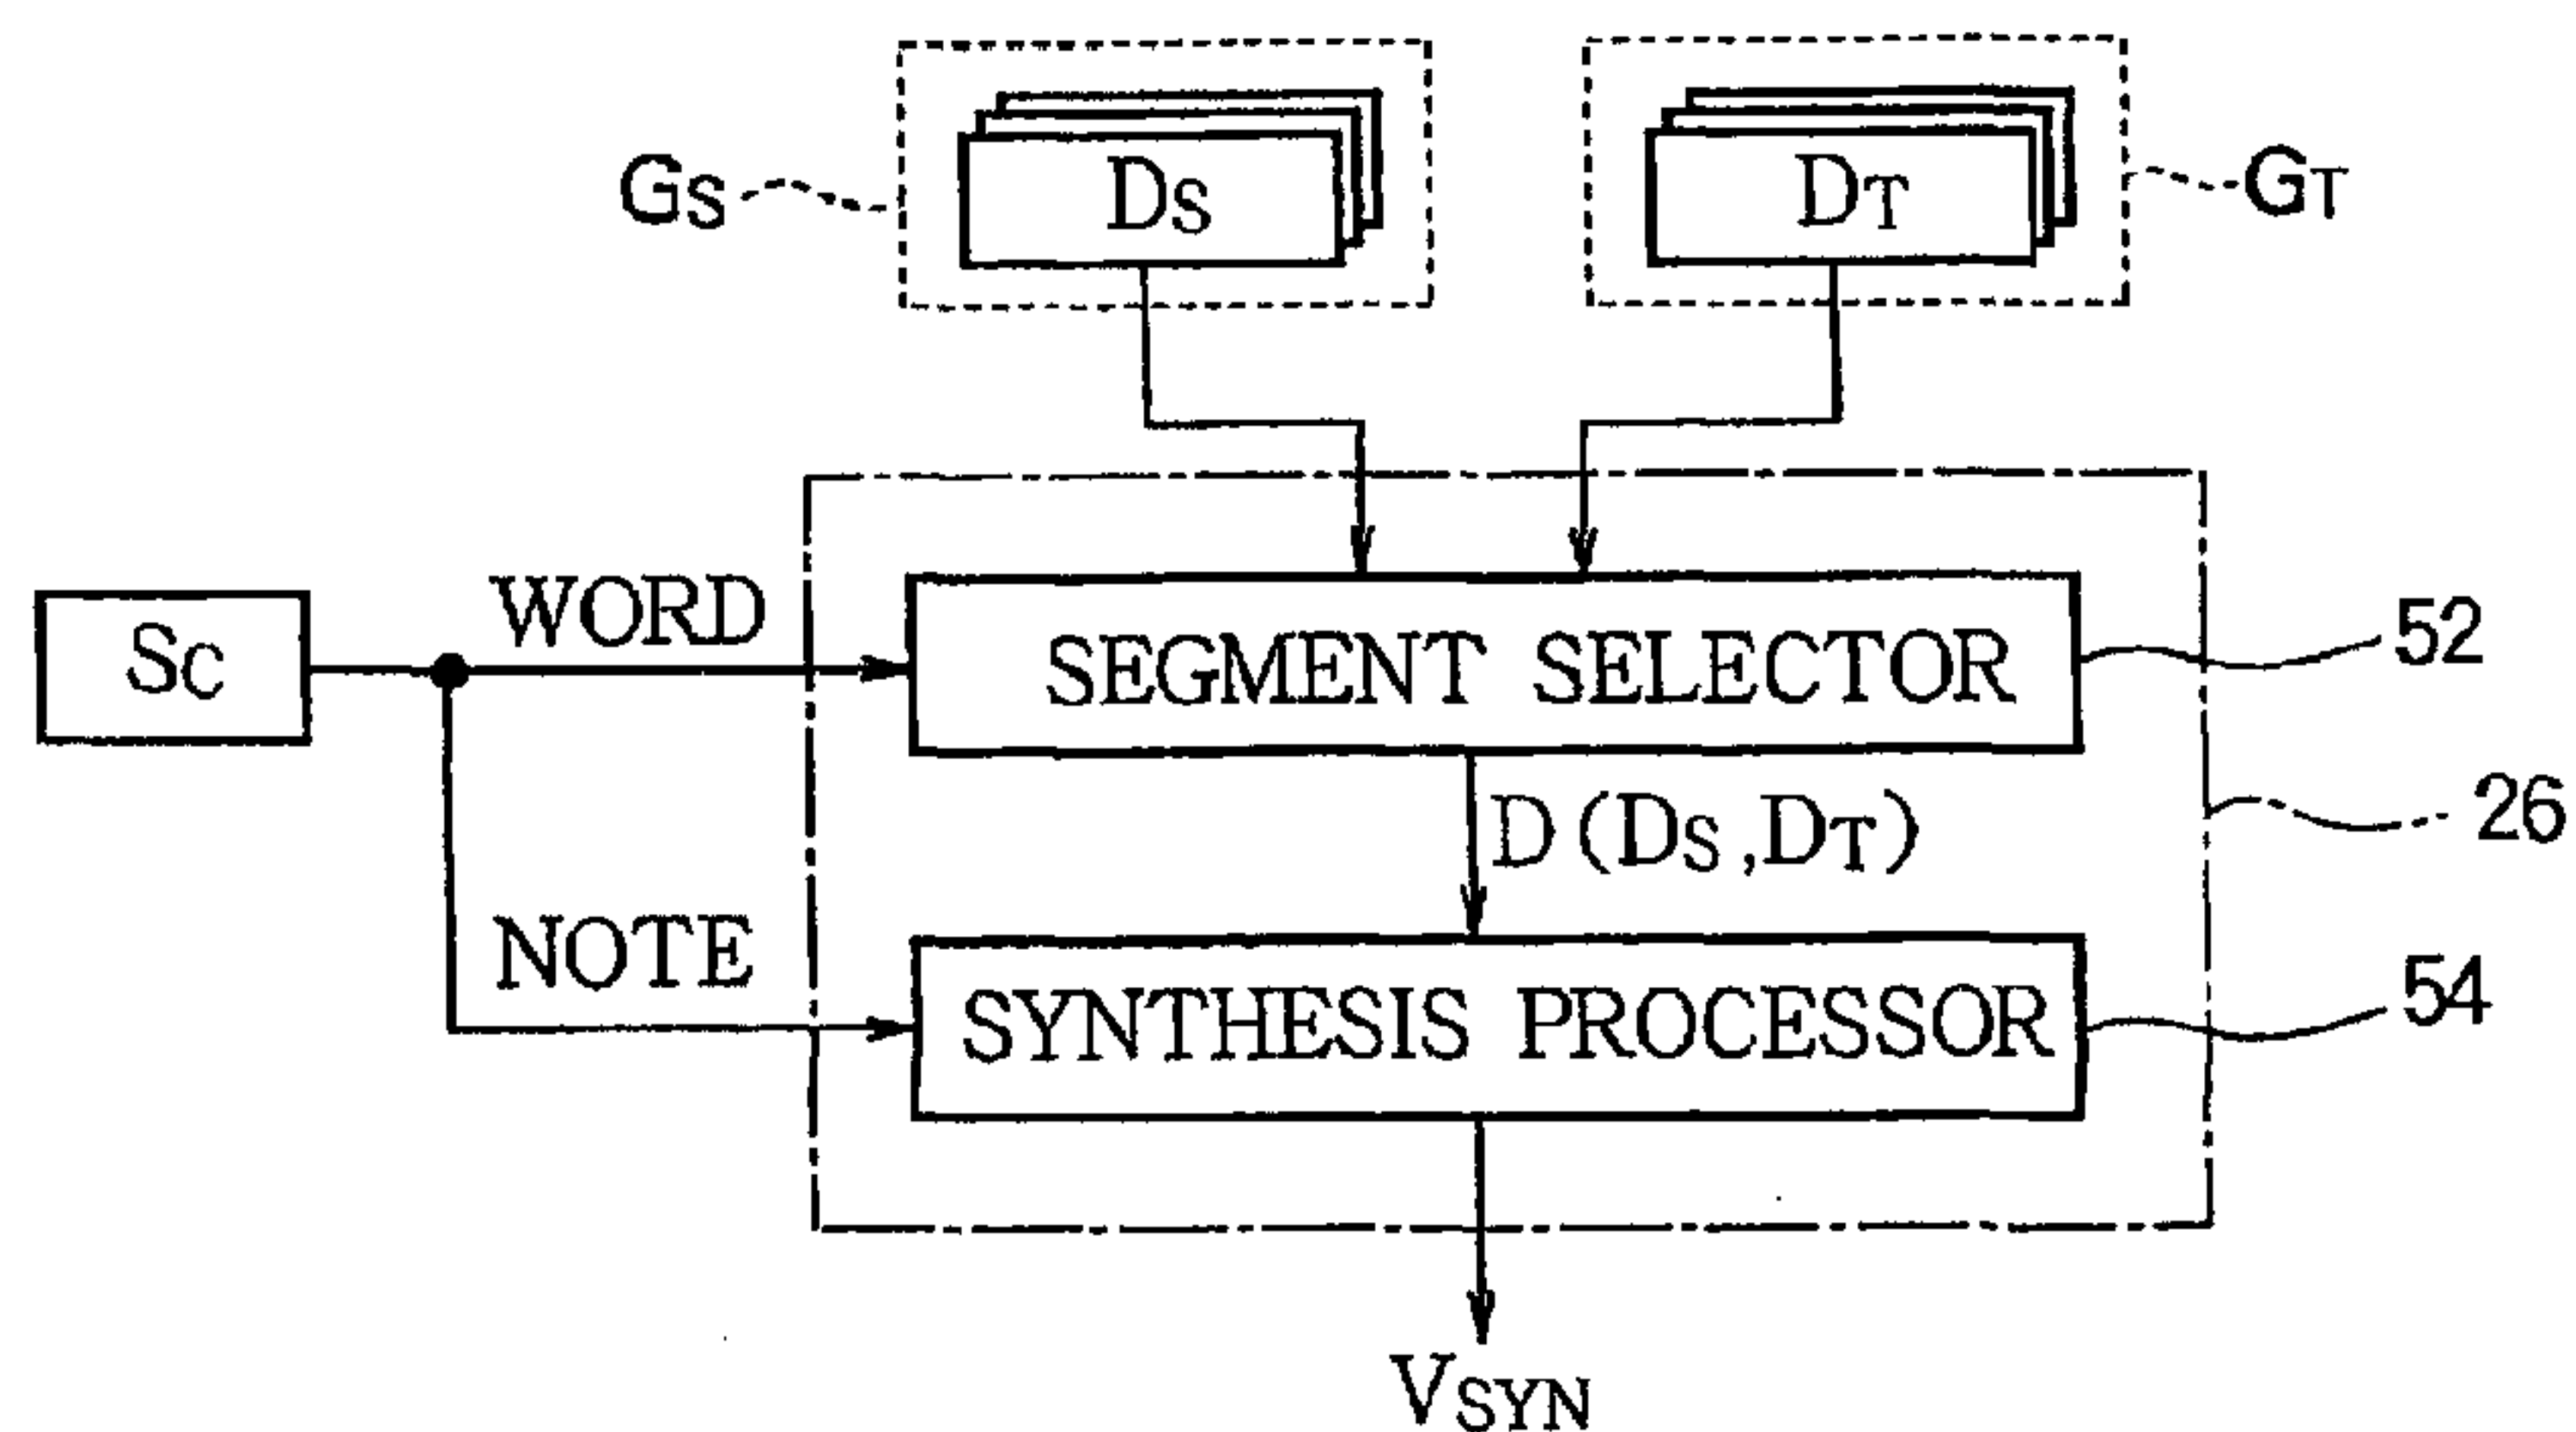 GS
DS
DT
GT
SC
WORD
SEGMENT SELECTOR
52
D (DS,DT)
26
NOTE
SYNTHESIS PROCESSOR
54
VSYN